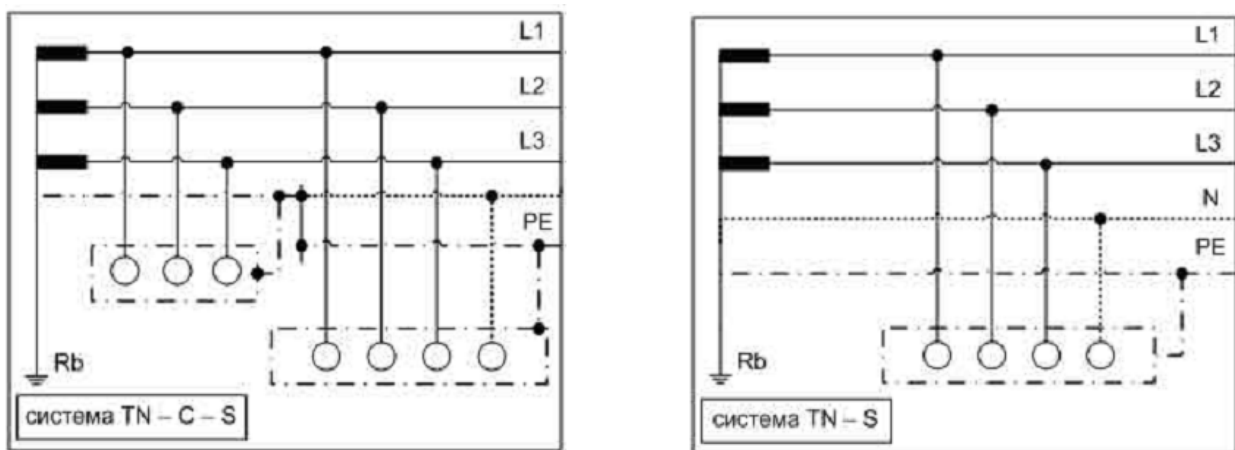 L1
L2
L3
PE
Rb
система TN – C – S
L1
L2
L3
N
PE
Rb
система TN – S